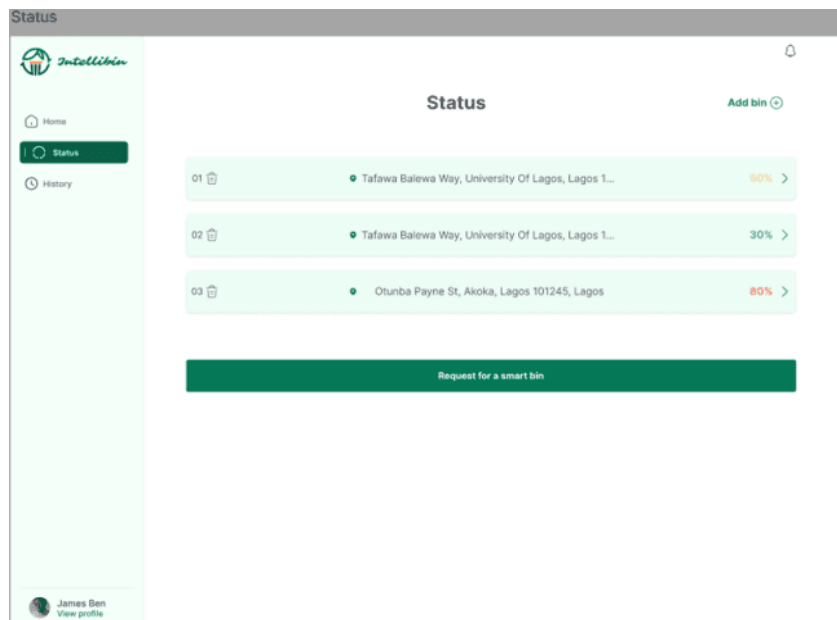 Status
Intellibin
Home
Status
History
Status
Add bin
01 Tafawa Balewa Way, University Of Lagos, Lagos 1... 60%
02 Tafawa Balewa Way, University Of Lagos, Lagos 1... 30%
03 Otunba Payne St, Akoka, Lagos 101245, Lagos 80%
Request for a smart bin
James Ben
View profile